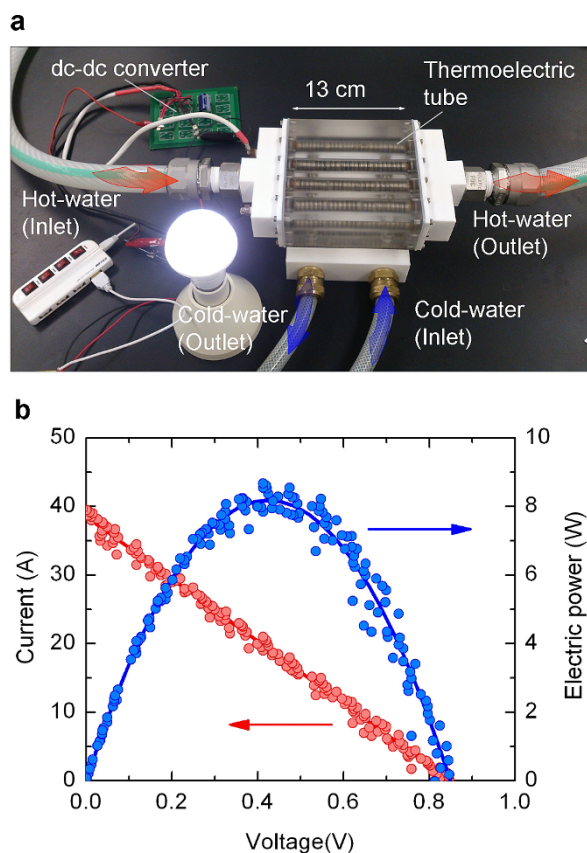 a
dc-dc converter
13 cm
Thermoelectric
tube
Hot-water
(Inlet)
Hot-water
(Outlet)
Cold-water
(Outlet)
Cold-water
(Inlet)
b
50
40
30
20
10
0
Current (A)
10
8
6
4
2
0
Electric power (W)
0.0
0.2
0.4
0.6
0.8
1.0
Voltage(V)